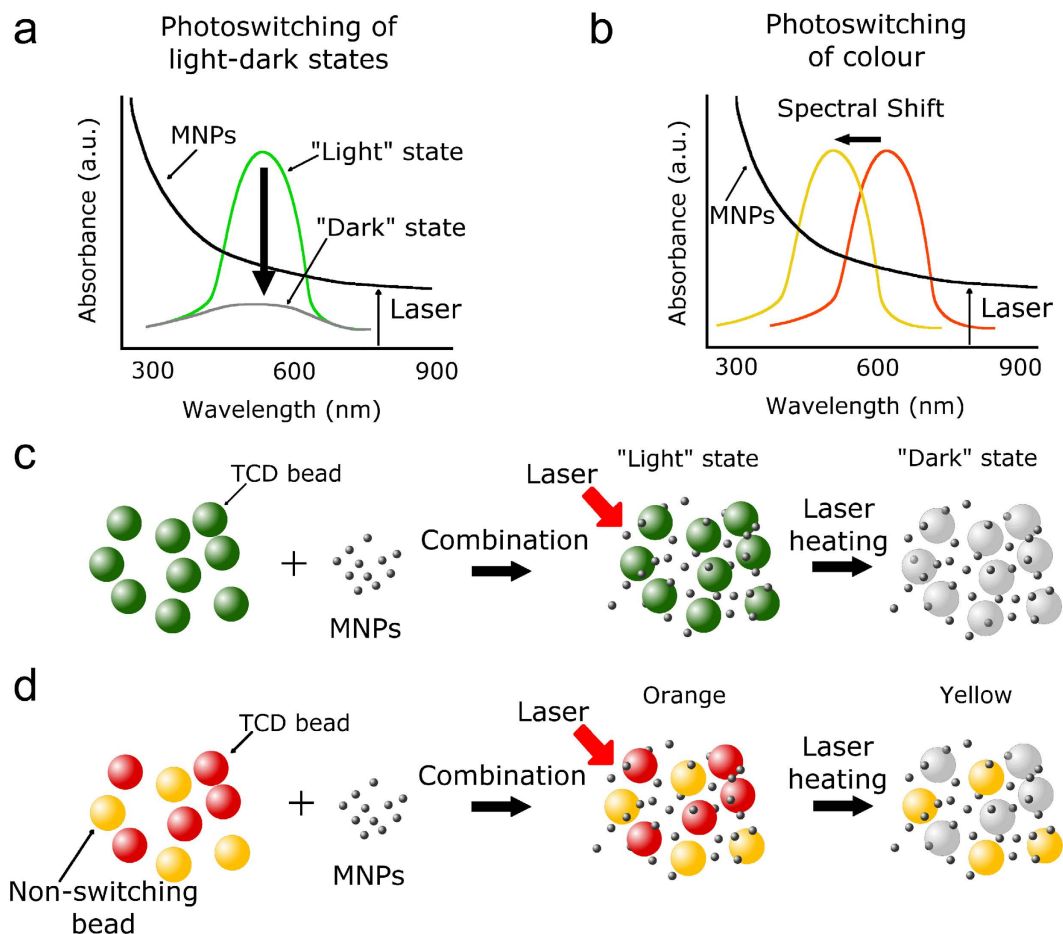 a
Photoswitching of
light-dark states
Absorbance (a.u.)
MNPs
"Light" state
"Dark" state
Laser
300
600
900
Wavelength (nm)
b
Photoswitching
of colour
Spectral Shift
Absorbance (a.u.)
MNPs
Laser
300
600
900
Wavelength (nm)
c
TCD bead
+
MNPs
Combination
Laser
"Light" state
Laser
heating
"Dark" state
d
TCD bead
Non-switching
bead
+
MNPs
Combination
Laser
Orange
Laser
heating
Yellow